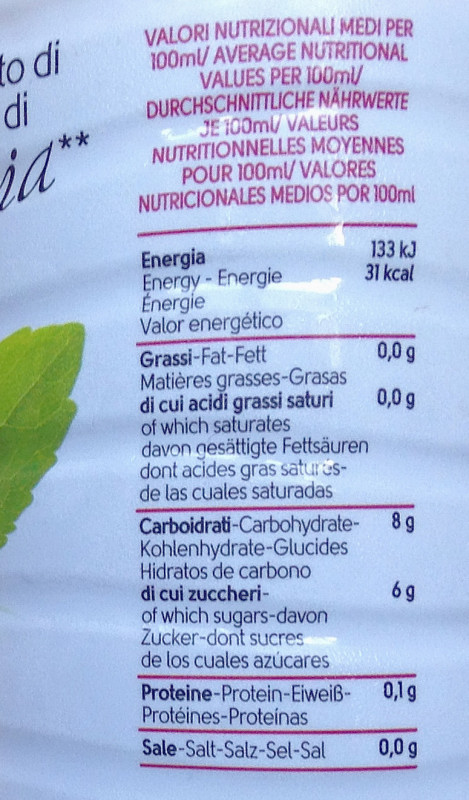 to di
di
ia**
VALORI NUTRIZIONALI MEDI PER
100ml/ AVERAGE NUTRITIONAL
VALUES PER 100ml/
DURCHSCHNITTLICHE NÄHRWERTE
JE 100ml/ VALEURS
NUTRITIONNELLES MOYENNES
POUR 100ml/ VALORES
NUTRICIONALES MEDIOS POR 100ml
Energia 133 kJ
Energy - Energie 31 kcal
Énergie
Valor energético
Grassi-Fat-Fett 0,0 g
Matières grasses-Grasas
di cui acidi grassi saturi 0,0 g
of which saturates
davon gesättigte Fettsäuren
dont acides gras saturés-
de las cuales saturadas
Carboidrati-Carbohydrate- 8 g
Kohlenhydrate-Glucides
Hidratos de carbono
di cui zuccheri- 6 g
of which sugars-davon
Zucker-dont sucres
de los cuales azúcares
Proteine-Protein-Eiweiß- 0,1 g
Protéines-Proteínas
Sale-Salt-Salz-Sel-Sal 0,0 g